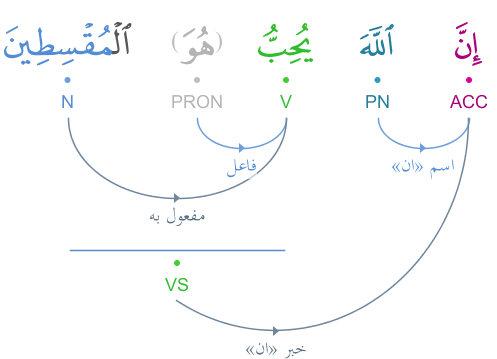 إِنَّ ٱللَّهَ يُحِبُّ (هُوَ) ٱلْمُقْسِطِينَ
ACC PN V PRON N
اسم «ان» فاعل
مفعول به
VS
خبر «ان»